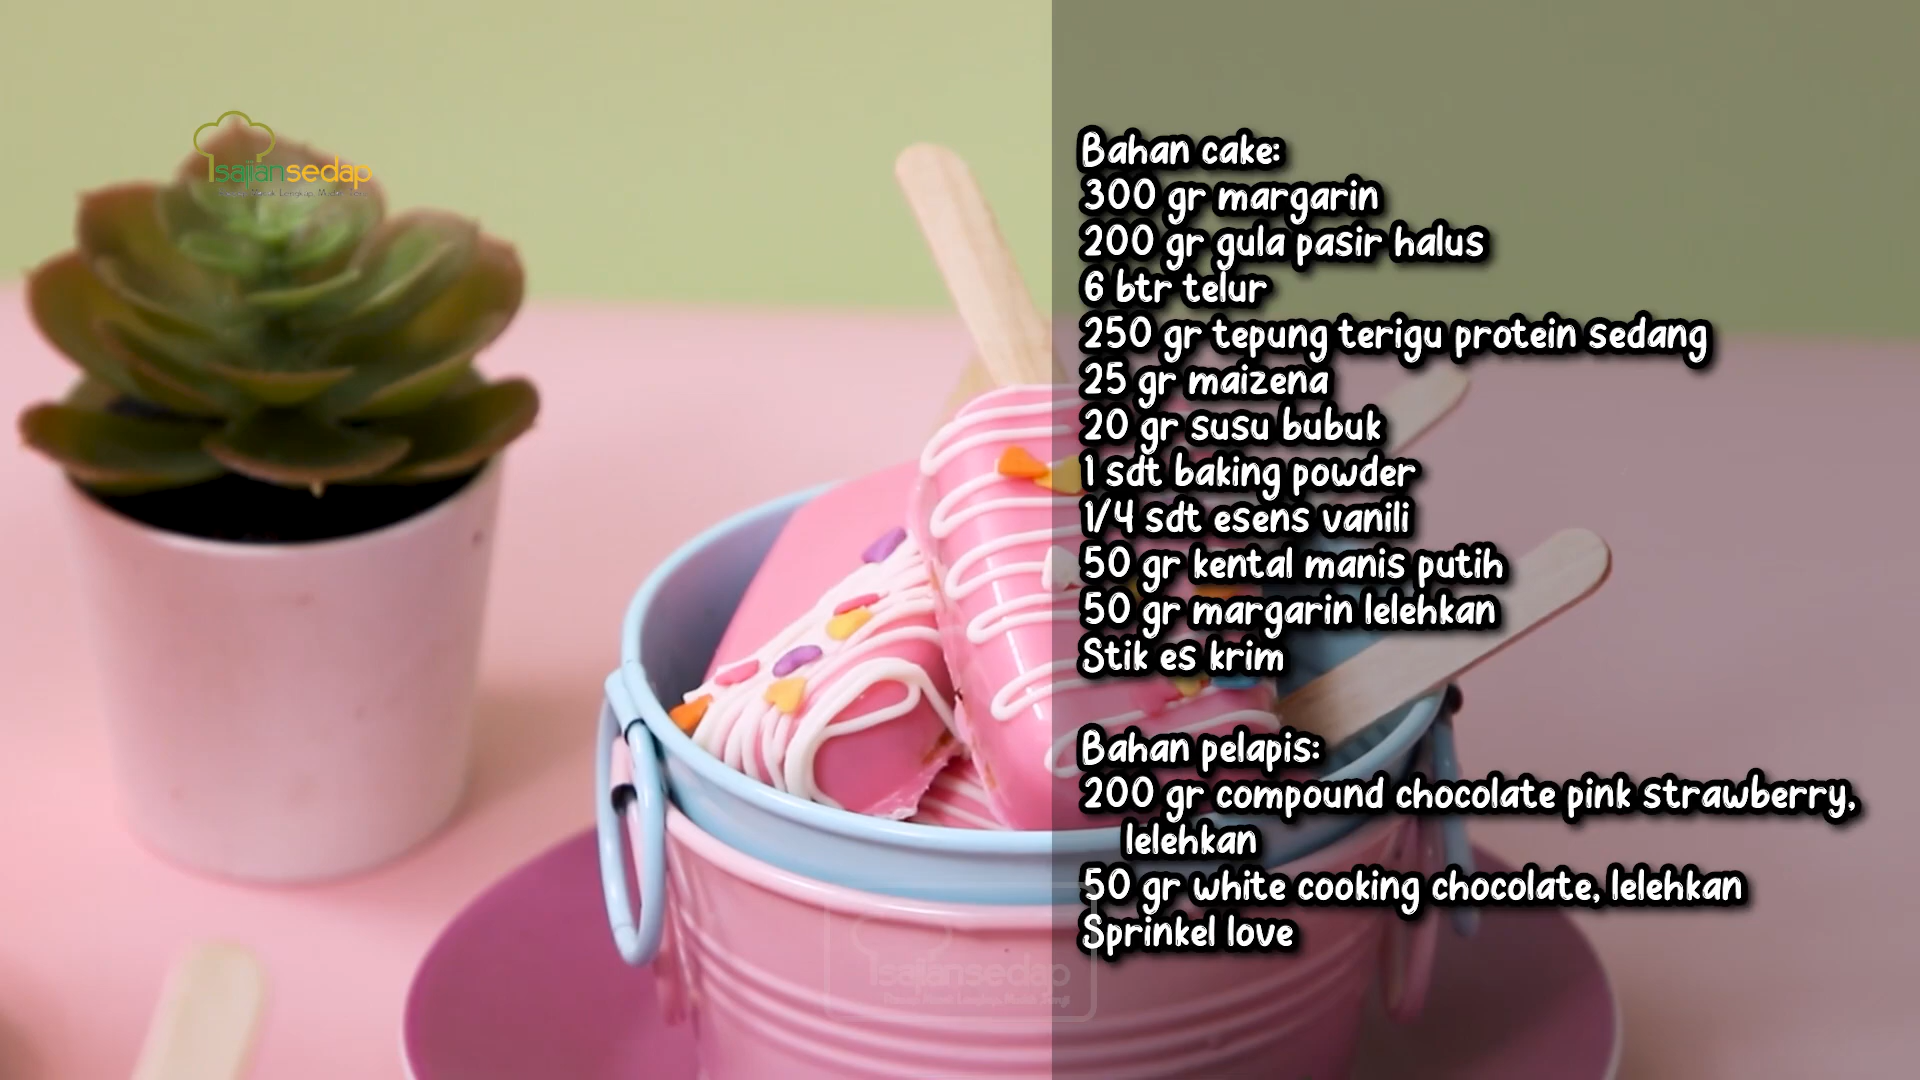 sajiansedap
Bahan cake:
300 gr margarin
200 gr gula pasir halus
6 btr telur
250 gr tepung terigu protein sedang
25 gr maizena
20 gr susu bubuk
1 sdt baking powder
1/4 sdt esens vanili
50 gr kental manis putih
50 gr margarin lelehkan
Stik es krim
Bahan pelapis:
200 gr compound chocolate pink strawberry,
lelehkan
50 gr white cooking chocolate, lelehkan
Sprinkel love
sajiansedap